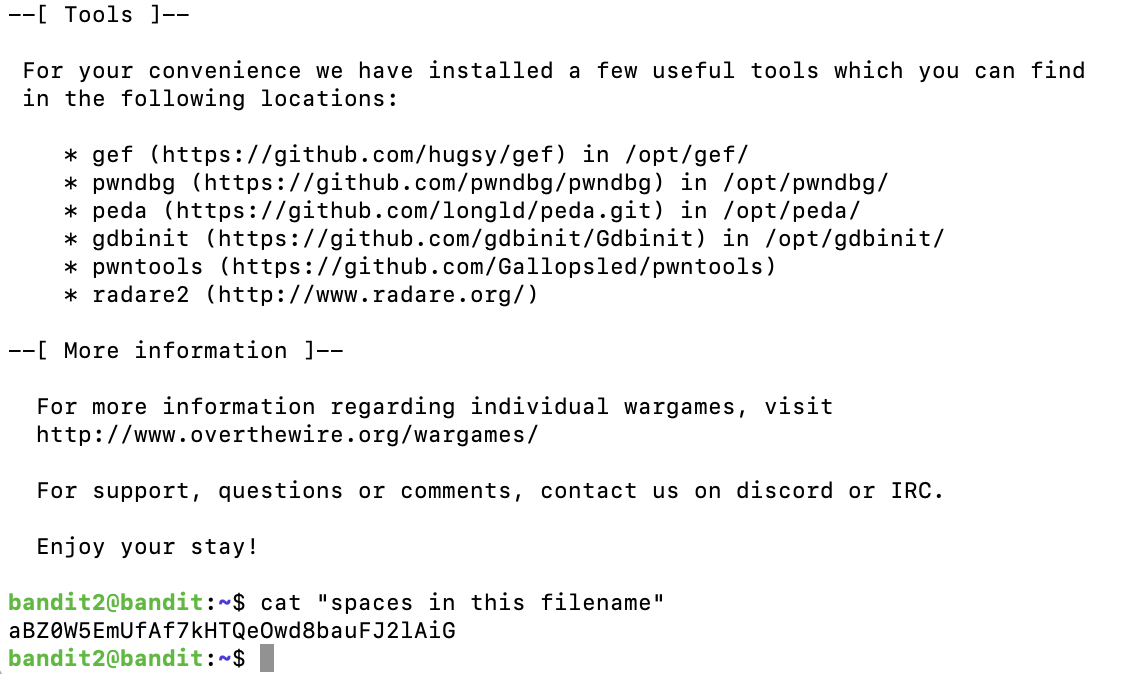 --[ Tools ]--
For your convenience we have installed a few useful tools which you can find
in the following locations:
* gef (https://github.com/hugsy/gef) in /opt/gef/
* pwndbg (https://github.com/pwndbg/pwndbg) in /opt/pwndbg/
* peda (https://github.com/longld/peda.git) in /opt/peda/
* gdbinit (https://github.com/gdbinit/Gdbinit) in /opt/gdbinit/
* pwntools (https://github.com/Gallopsled/pwntools)
* radare2 (http://www.radare.org/)
--[ More information ]--
For more information regarding individual wargames, visit
http://www.overthewire.org/wargames/
For support, questions or comments, contact us on discord or IRC.
Enjoy your stay!
bandit2@bandit:~$ cat "spaces in this filename"
aBZ0W5EmUfAf7kHTQeOwd8bauFJ2lAiG
bandit2@bandit:~$